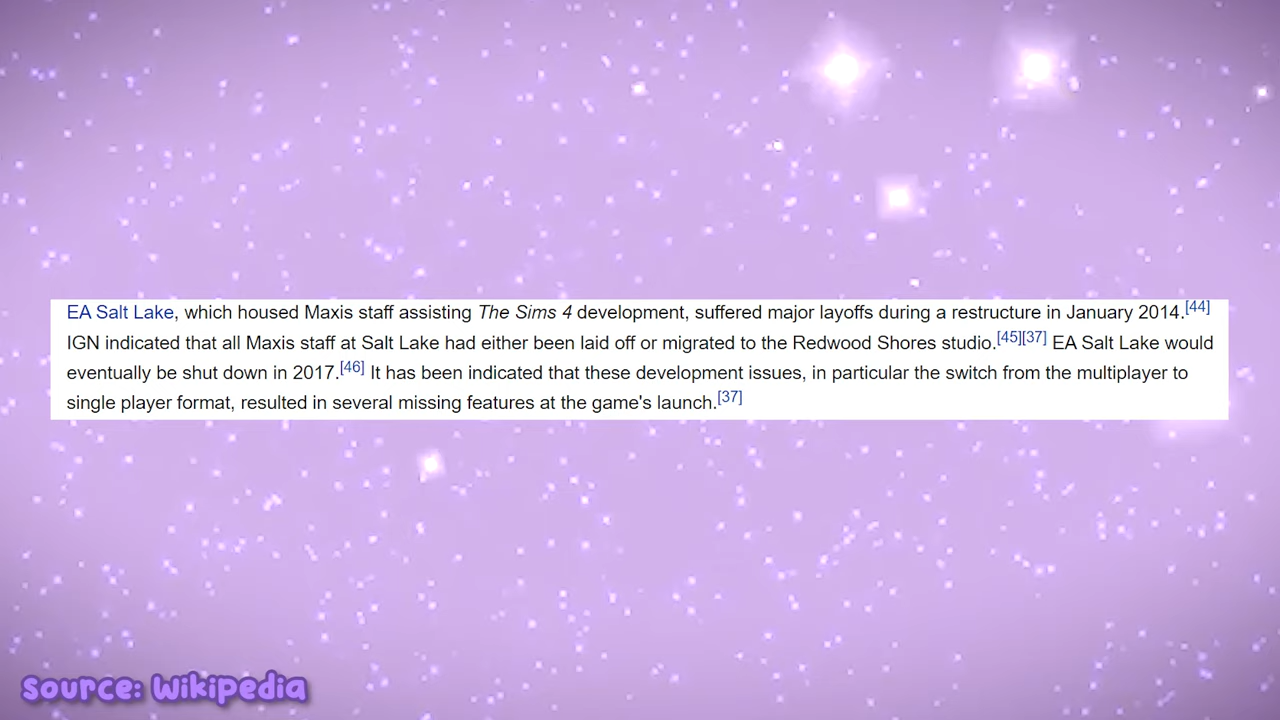 EA Salt Lake, which housed Maxis staff assisting The Sims 4 development, suffered major layoffs during a restructure in January 2014.[44]
IGN indicated that all Maxis staff at Salt Lake had either been laid off or migrated to the Redwood Shores studio.[45][37] EA Salt Lake would
eventually be shut down in 2017.[46] It has been indicated that these development issues, in particular the switch from the multiplayer to
single player format, resulted in several missing features at the game's launch.[37]
source: Wikipedia